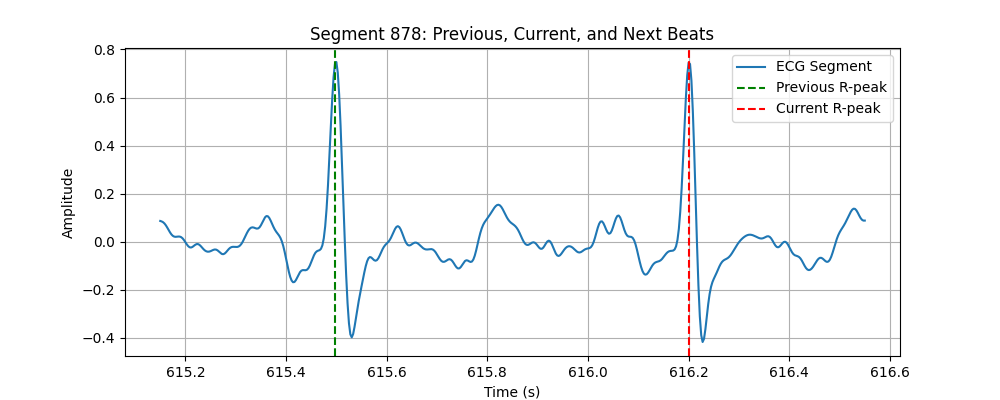 Segment 878: Previous, Current, and Next Beats
ECG Segment
Previous R-peak
Current R-peak
Amplitude
0.8
0.6
0.4
0.2
0.0
−0.2
−0.4
615.2 615.4 615.6 615.8 616.0 616.2 616.4 616.6
Time (s)